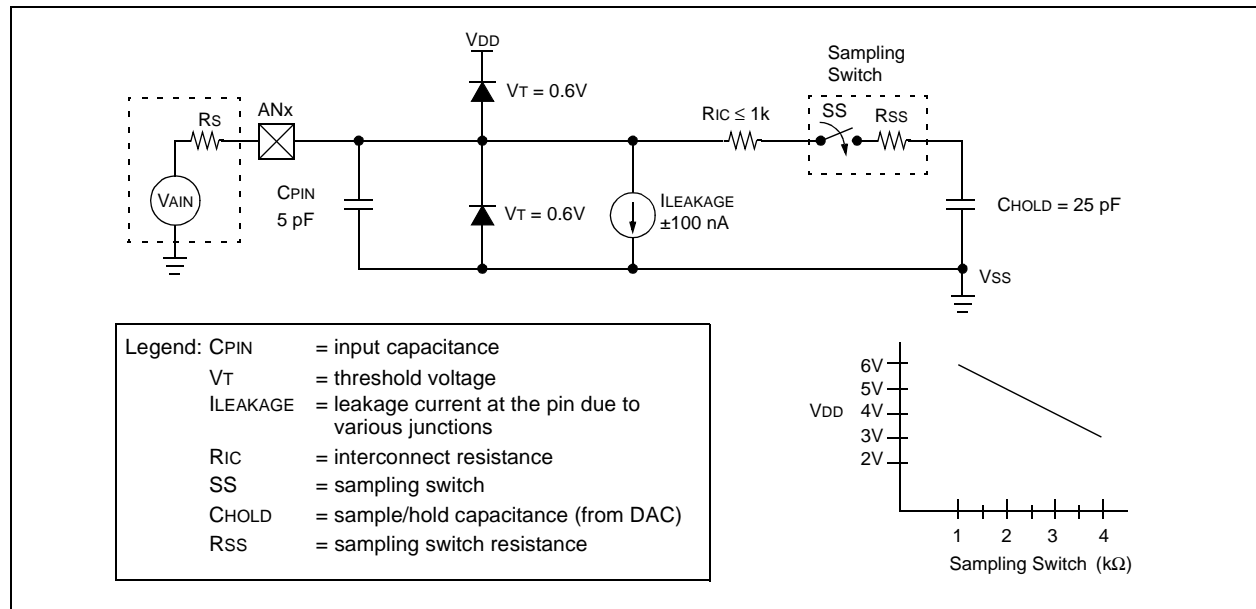 VDD
Sampling
Switch
VT = 0.6V
RS
ANx
RIC ≤ 1k
SS
RSS
VAIN
CPIN
5 pF
VT = 0.6V
ILEAKAGE
±100 nA
CHOLD = 25 pF
VSS
Legend: CPIN = input capacitance
VT = threshold voltage
ILEAKAGE = leakage current at the pin due to
various junctions
RIC = interconnect resistance
SS = sampling switch
CHOLD = sample/hold capacitance (from DAC)
RSS = sampling switch resistance
6V
5V
VDD 4V
3V
2V
1 2 3 4
Sampling Switch (kΩ)